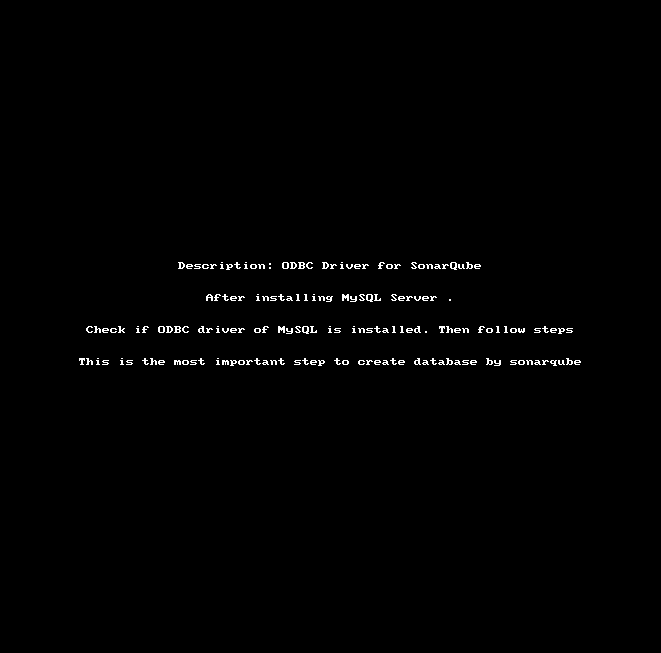 Description: ODBC Driver for SonarQube
After installing MySQL Server .
Check if ODBC driver of MySQL is installed. Then follow steps
This is the most important step to create database by sonarqube